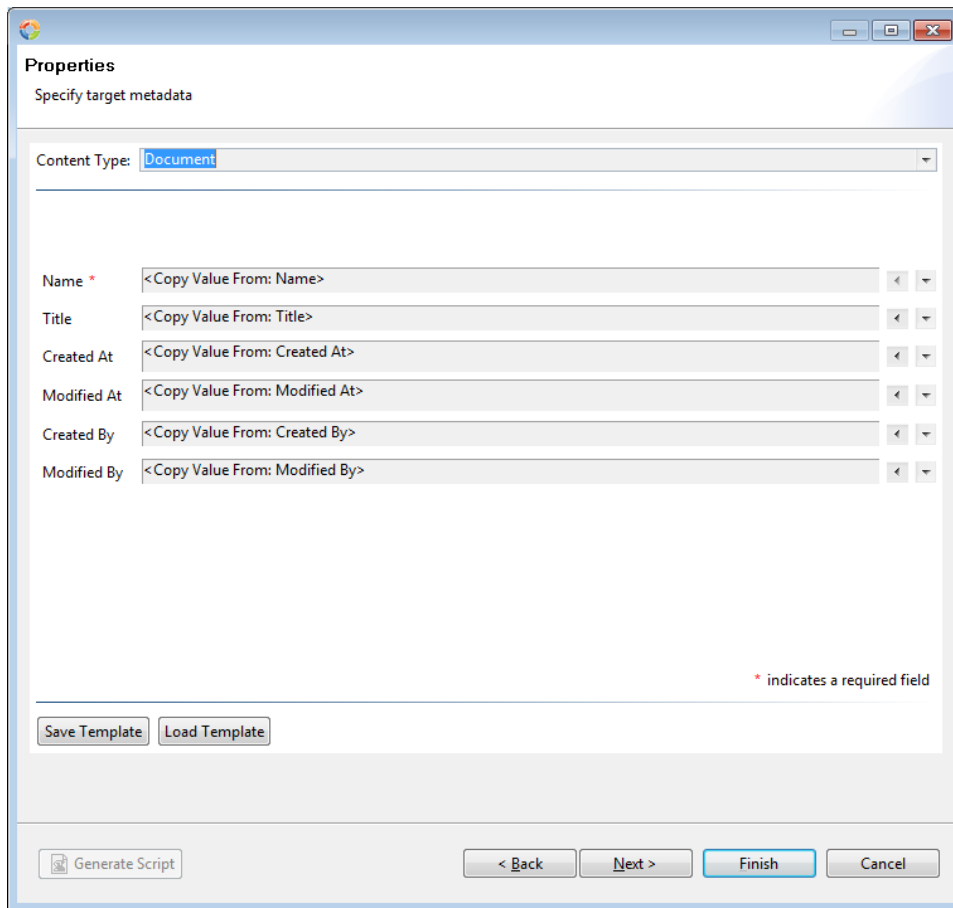 Properties
Specify target metadata
Content Type: Document
Name * <Copy Value From: Name>
Title <Copy Value From: Title>
Created At <Copy Value From: Created At>
Modified At <Copy Value From: Modified At>
Created By <Copy Value From: Created By>
Modified By <Copy Value From: Modified By>
* indicates a required field
Save Template Load Template
Generate Script < Back Next > Finish Cancel